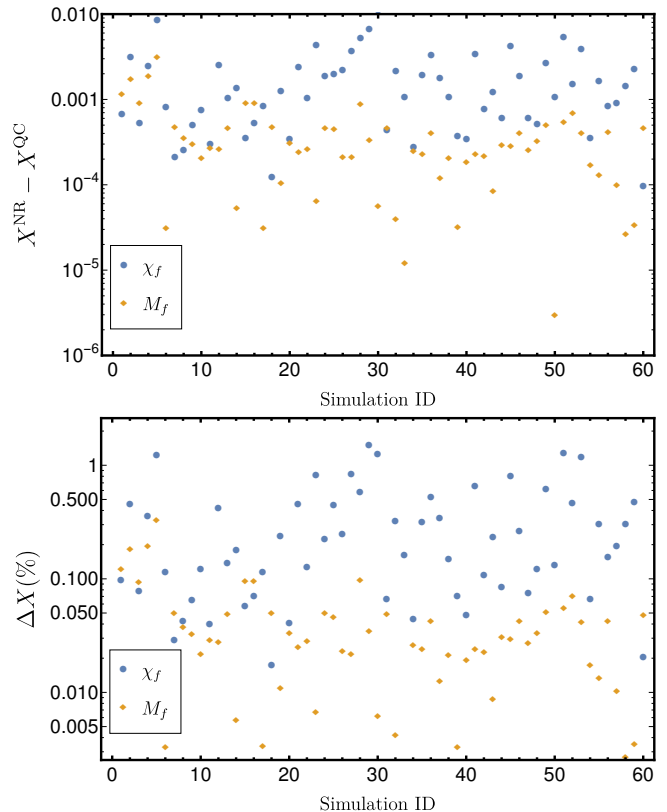 0.010
0.001
10⁻⁴
10⁻⁵
10⁻⁶
X^NR − X^QC
χ_f
M_f
0 10 20 30 40 50 60
Simulation ID
1
0.500
0.100
0.050
0.010
0.005
ΔX(%)
χ_f
M_f
0 10 20 30 40 50 60
Simulation ID